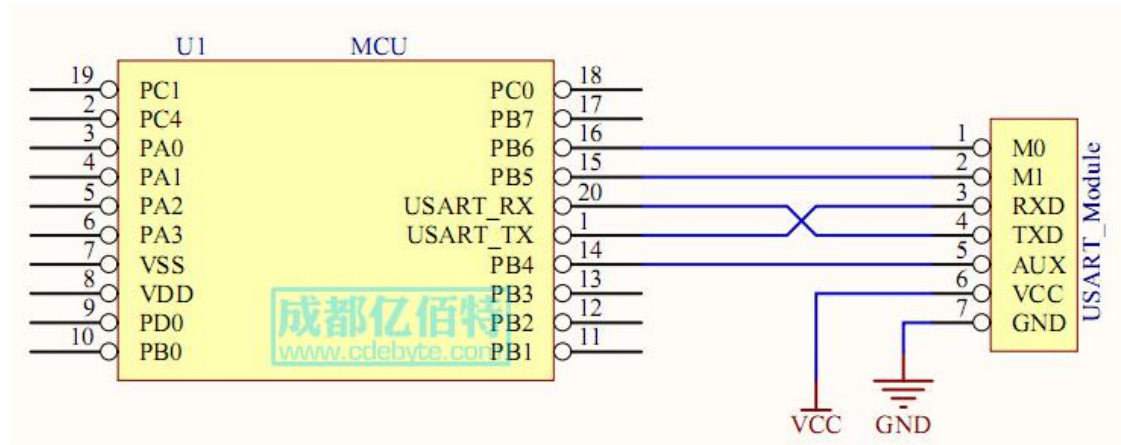 U1 MCU
19 PC1 PC0 18
2 PC4 PB7 17
3 PA0 PB6 16 1 M0
4 PA1 PB5 15 2 M1
5 PA2 USART_RX 20 3 RXD
6 PA3 USART_TX 1 4 TXD
7 VSS PB4 14 5 AUX
8 VDD PB3 13 6 VCC
9 PD0 PB2 12 7 GND
10 PB0 PB1 11
USART_Module
成都亿佰特
www.cdebyte.com
VCC GND